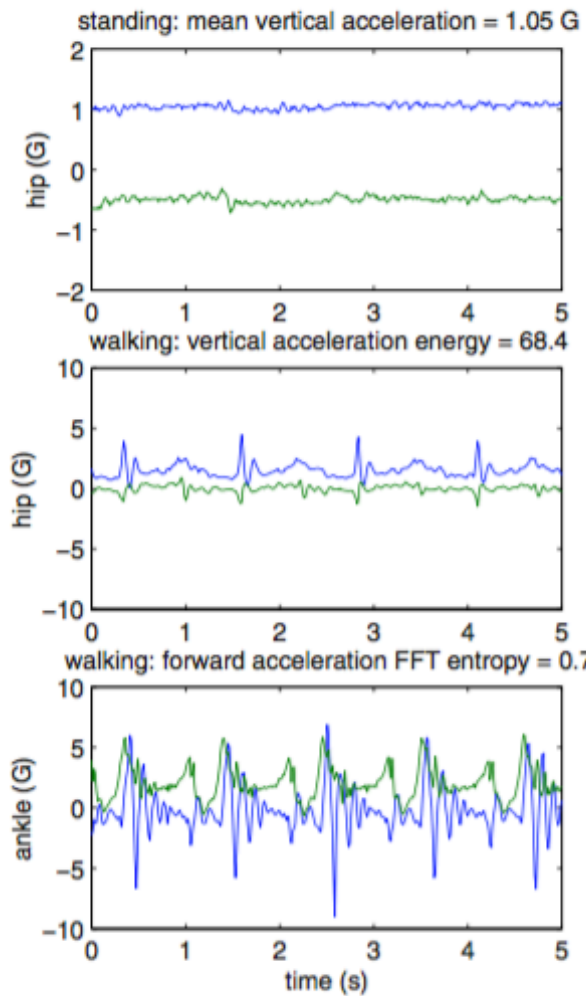 standing: mean vertical acceleration = 1.05 G
2
1
0
−1
−2
hip (G)
0 1 2 3 4 5
walking: vertical acceleration energy = 68.4
10
5
0
−5
−10
hip (G)
0 1 2 3 4 5
walking: forward acceleration FFT entropy = 0.7
10
5
0
−5
−10
ankle (G)
0 1 2 3 4 5
time (s)